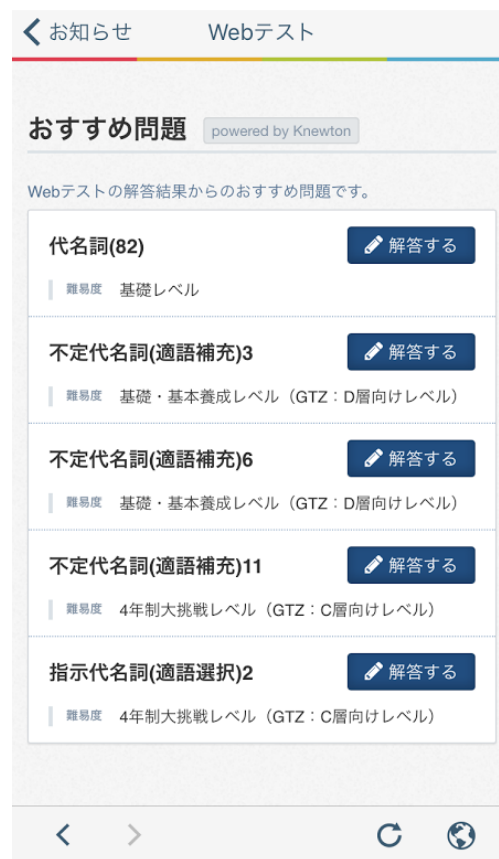 お知らせ
Webテスト
おすすめ問題 powered by Knewton
Webテストの解答結果からのおすすめ問題です。
代名詞(82) 解答する
難易度 基礎レベル
不定代名詞(適語補充)3 解答する
難易度 基礎・基本養成レベル（GTZ：D層向けレベル）
不定代名詞(適語補充)6 解答する
難易度 基礎・基本養成レベル（GTZ：D層向けレベル）
不定代名詞(適語補充)11 解答する
難易度 4年制大挑戦レベル（GTZ：C層向けレベル）
指示代名詞(適語選択)2 解答する
難易度 4年制大挑戦レベル（GTZ：C層向けレベル）